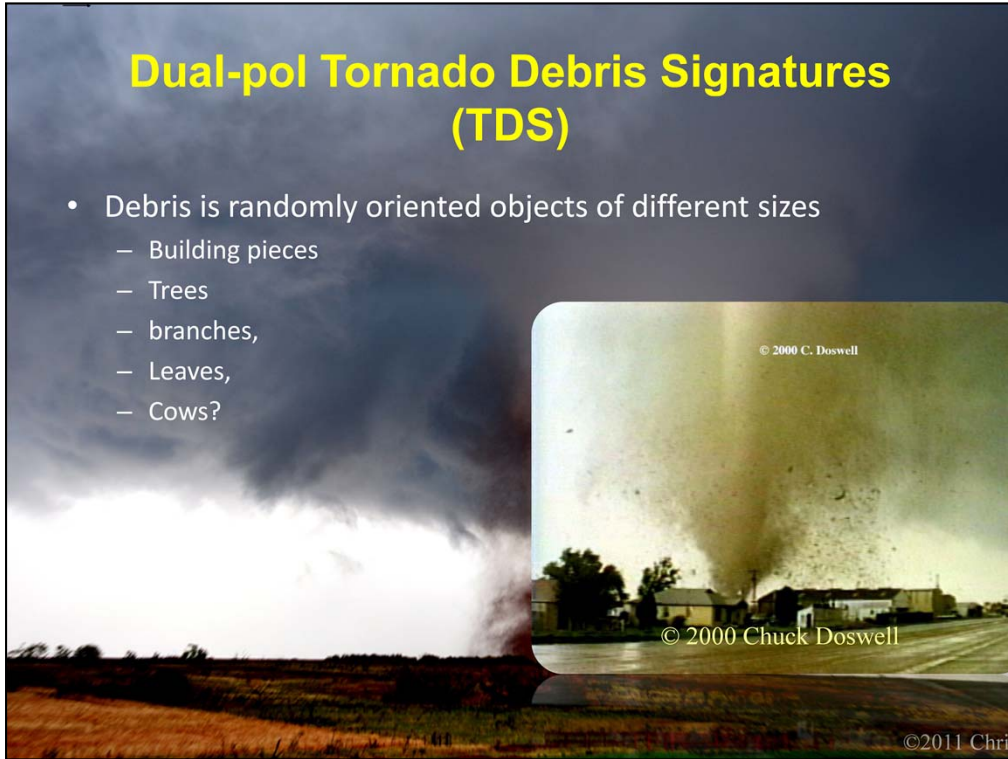 Dual-pol Tornado Debris Signatures
(TDS)
• Debris is randomly oriented objects of different sizes
– Building pieces
– Trees
– branches,
– Leaves,
– Cows?
© 2000 C. Doswell
© 2000 Chuck Doswell
©2011 Chri